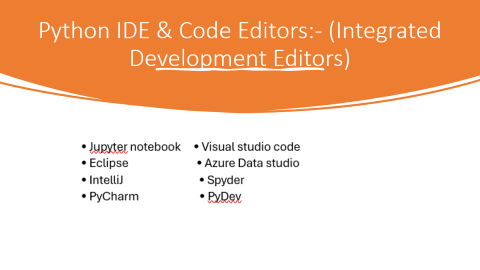 Python IDE & Code Editors:- (Integrated
Development Editors)
• Jupyter notebook • Visual studio code
• Eclipse • Azure Data studio
• IntelliJ • Spyder
• PyCharm • PyDev